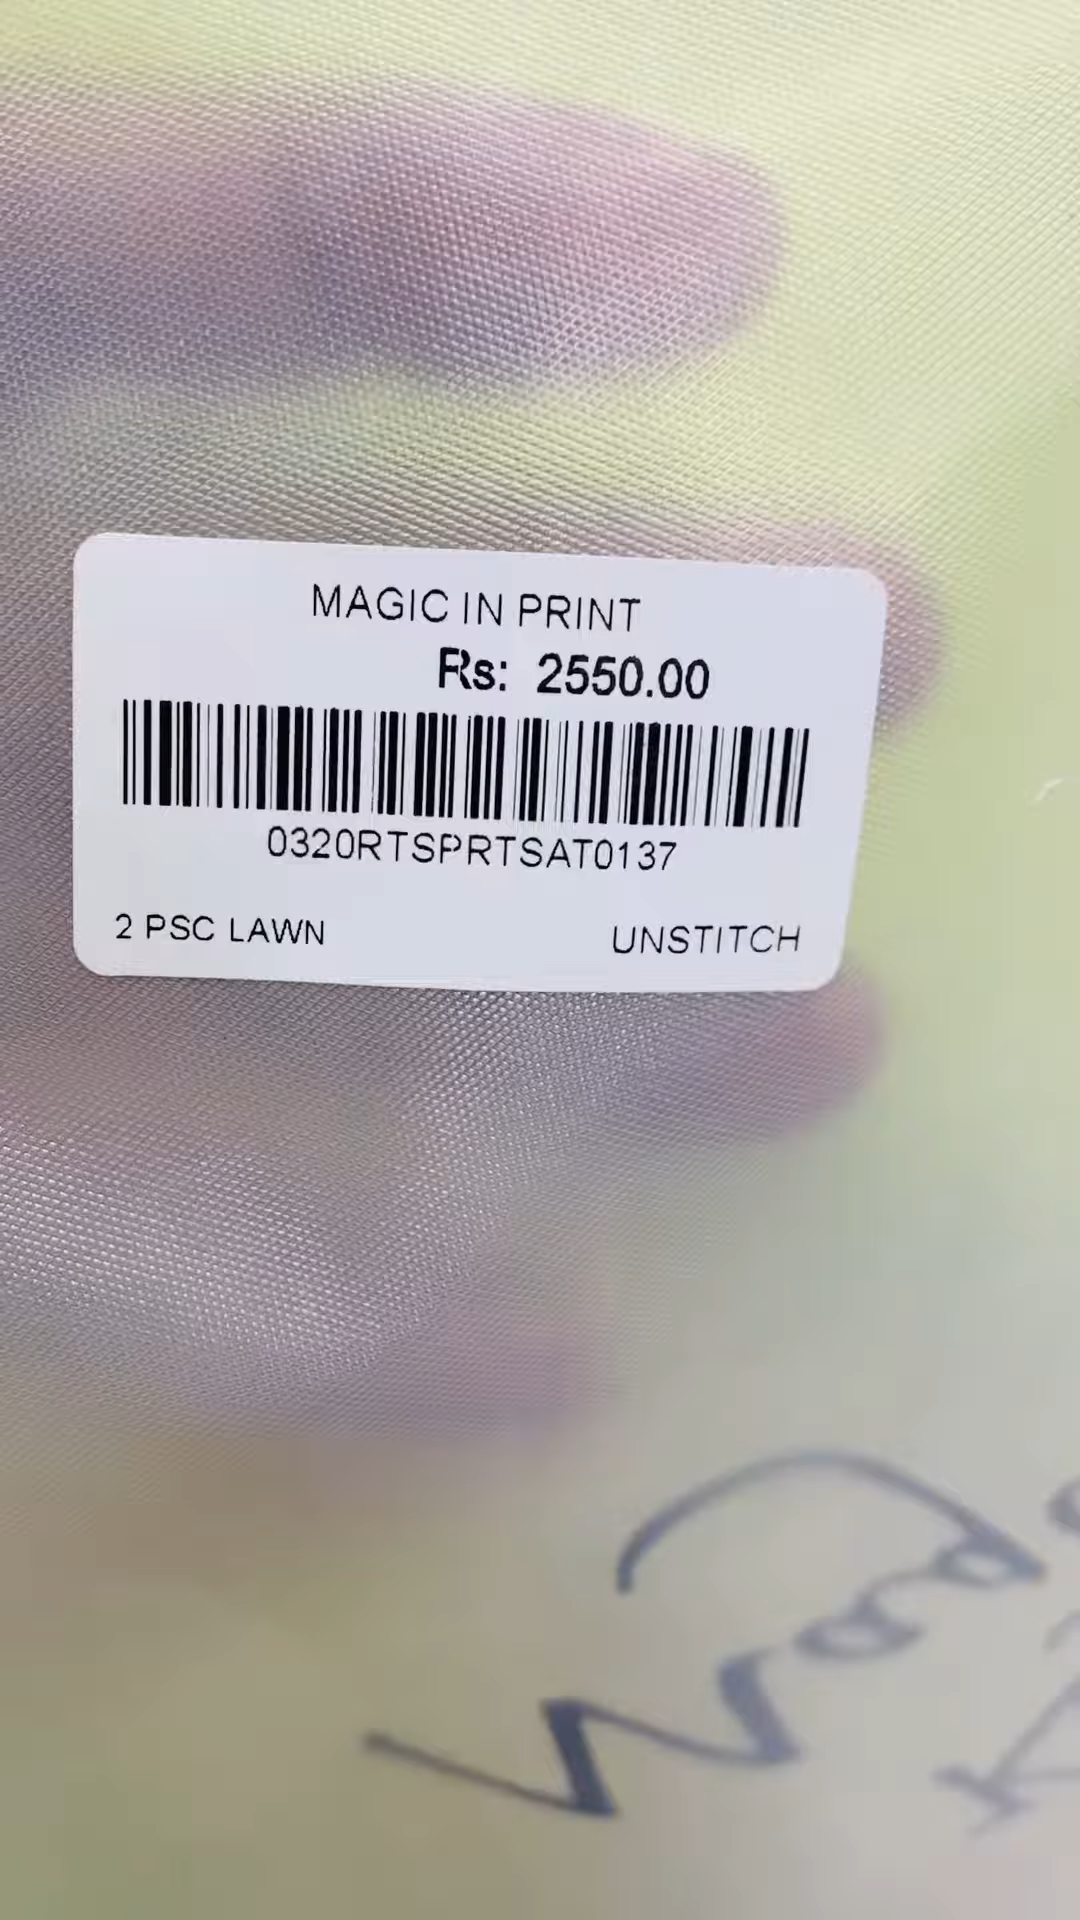 MAGIC IN PRINT
Rs: 2550.00
0320RTSPRTSAT0137
2 PSC LAWN UNSTITCH